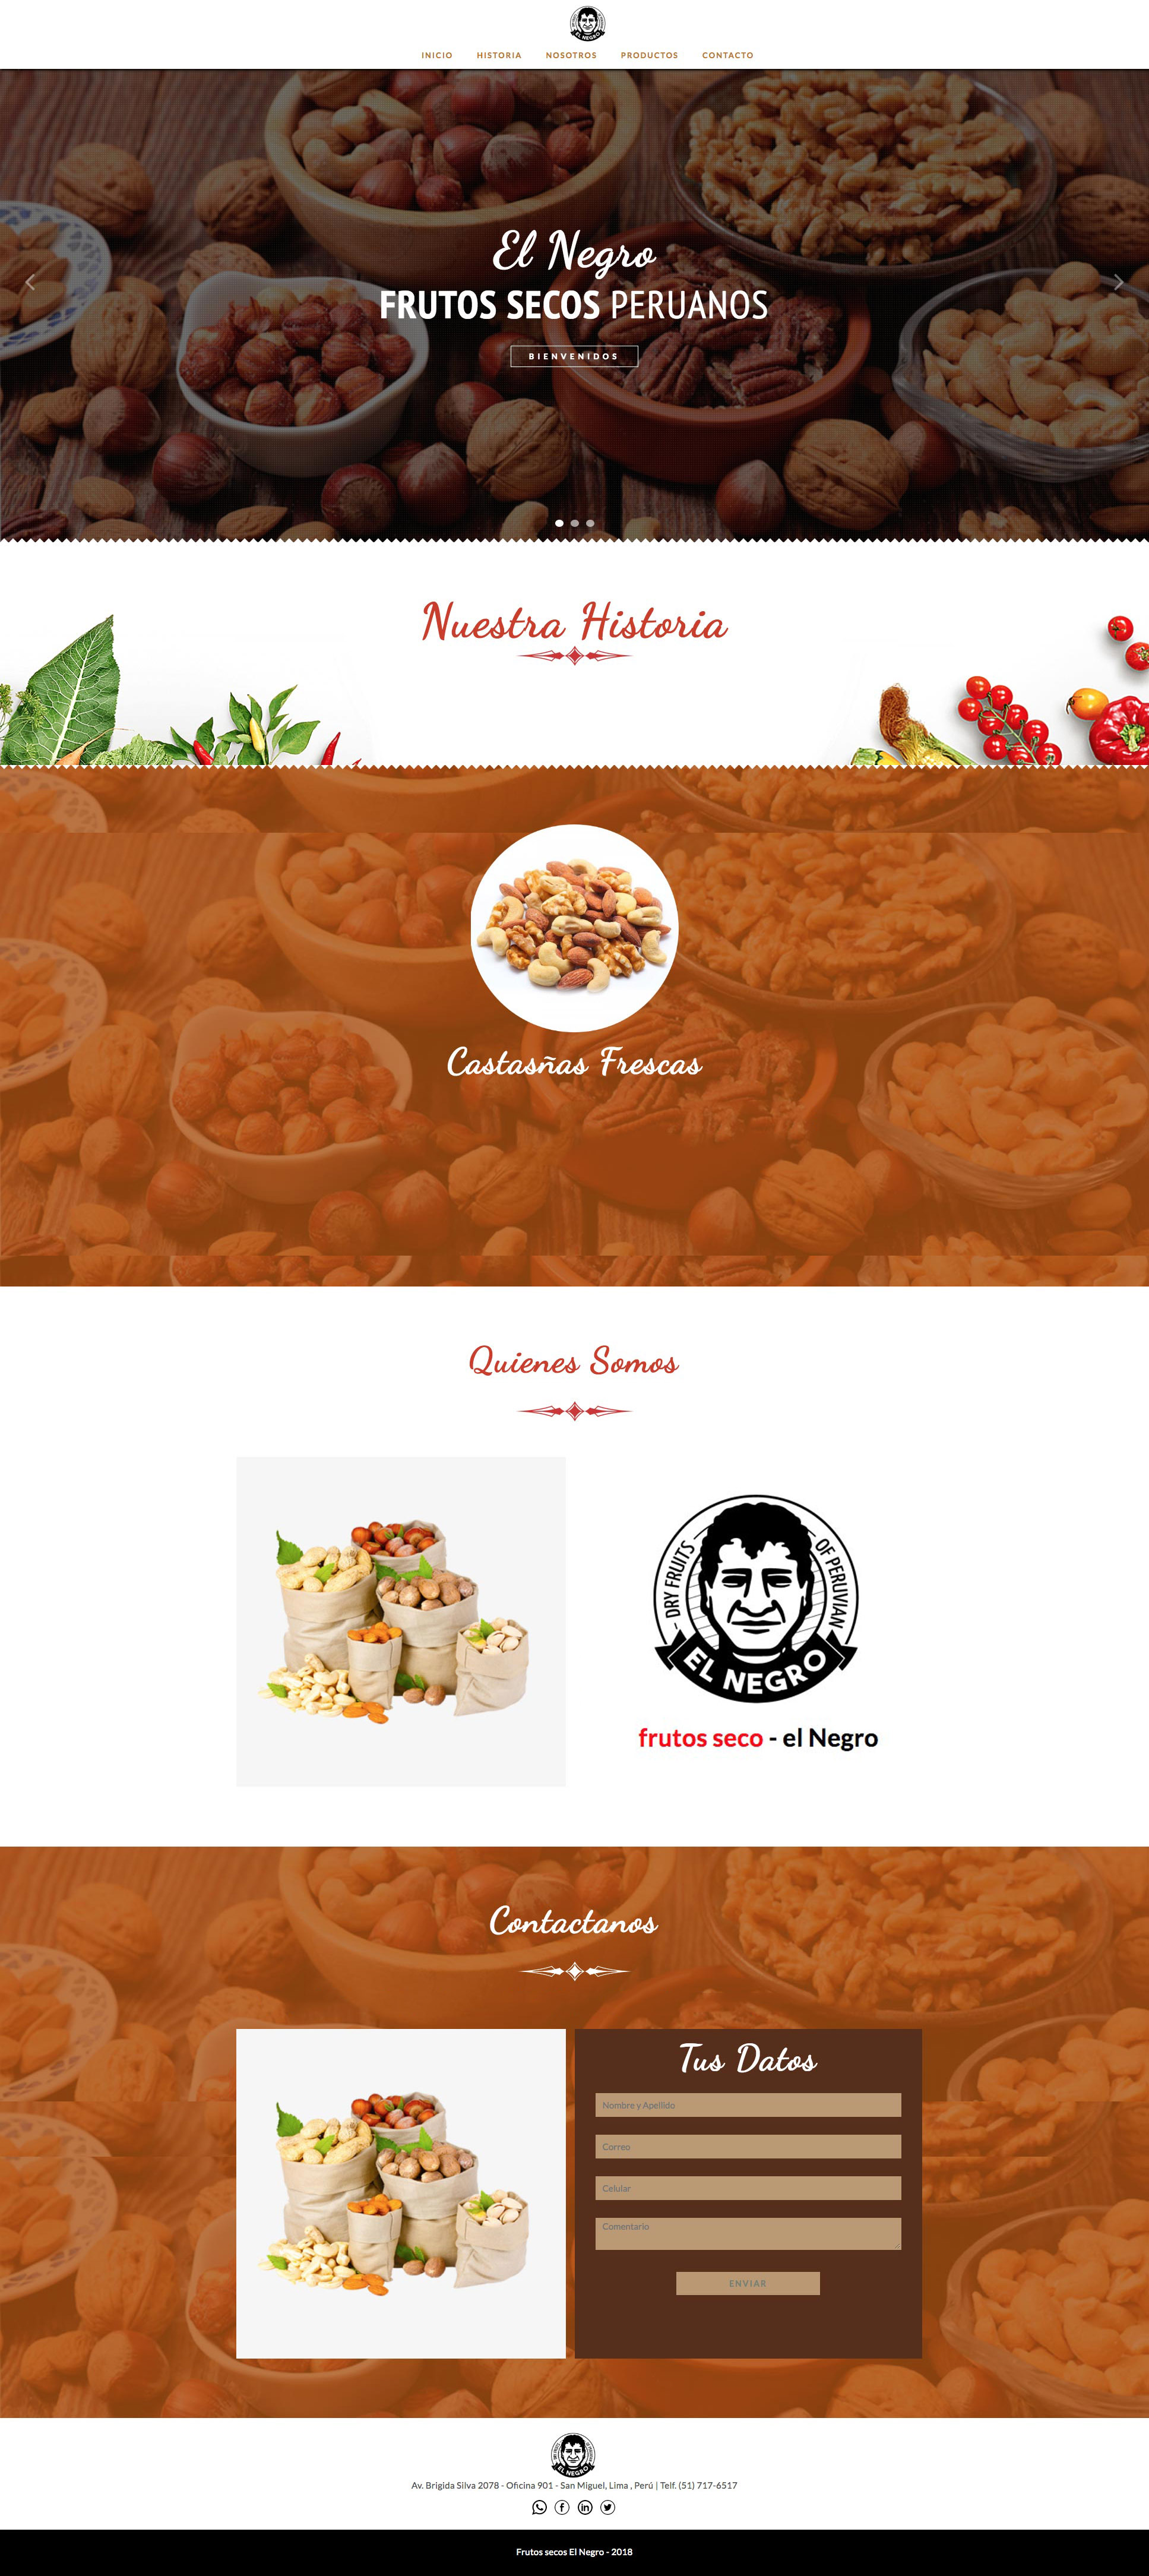 EL NEGRO
INICIO HISTORIA NOSOTROS PRODUCTOS CONTACTO
El Negro
FRUTOS SECOS PERUANOS
BIENVENIDOS
Nuestra Historia
Castasñas Frescas
Quienes Somos
DRY FRUITS OF PERUVIAN
EL NEGRO
frutos seco - el Negro
Contactanos
Tus Datos
Nombre y Apellido
Correo
Celular
Comentario
ENVIAR
EL NEGRO
Av. Brigida Silva 2078 - Oficina 901 - San Miguel, Lima , Perú | Telf. (51) 717-6517
Frutos secos El Negro - 2018